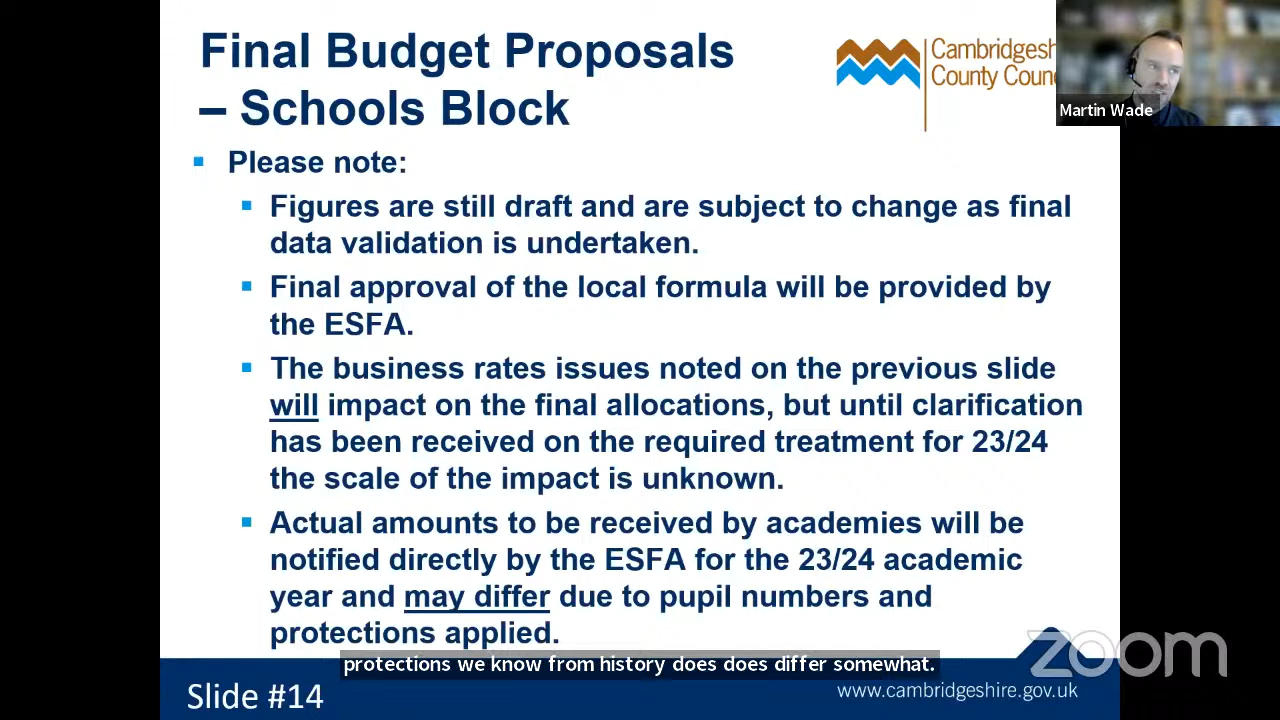 Final Budget Proposals
– Schools Block
Cambridgesh
County Counc
Martin Wade
▪ Please note:
▪ Figures are still draft and are subject to change as final
data validation is undertaken.
▪ Final approval of the local formula will be provided by
the ESFA.
▪ The business rates issues noted on the previous slide
will impact on the final allocations, but until clarification
has been received on the required treatment for 23/24
the scale of the impact is unknown.
▪ Actual amounts to be received by academies will be
notified directly by the ESFA for the 23/24 academic
year and may differ due to pupil numbers and
protections applied.
protections we know from history does does differ somewhat.
zoom
Slide #14
www.cambridgeshire.gov.uk